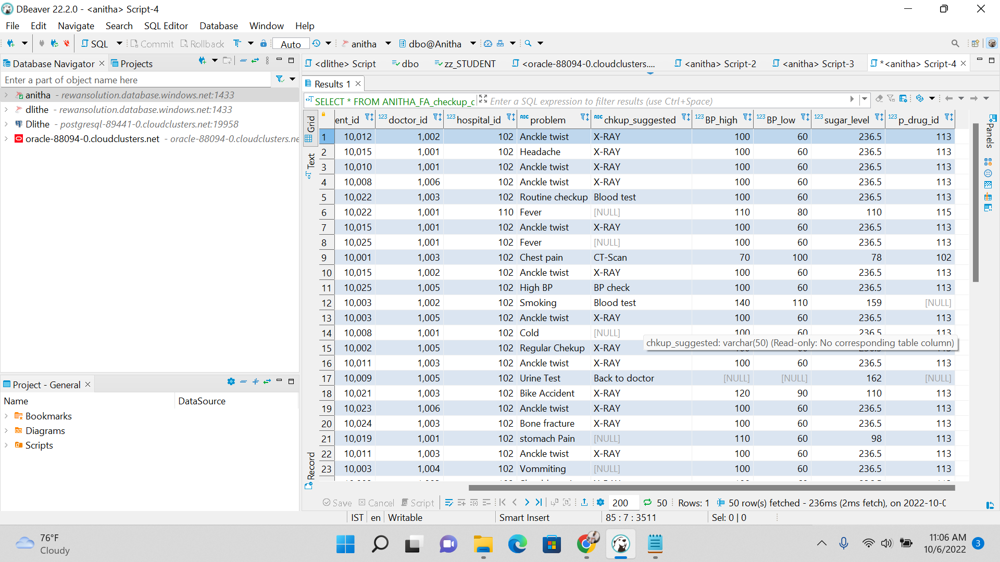 DBeaver 22.2.0 - <anitha> Script-4
File Edit Navigate Search SQL Editor Database Window Help
SQL Commit Rollback Auto anitha dbo@Anitha
Database Navigator Projects
Enter a part of object name here
anitha - rewansolution.database.windows.net:1433
dlithe - rewansolution.database.windows.net:1433
Dlithe - postgresql-89441-0.cloudclusters.net:19958
oracle-88094-0.cloudclusters.net - oracle-88094-0.cloudclusters.ne
Project - General
Name DataSource
Bookmarks
Diagrams
Scripts
<dlithe> Script dbo zz_STUDENT <oracle-88094-0.cloudclusters.... <anitha> Script-2 <anitha> Script-3 *<anitha> Script-4
Results 1
SELECT * FROM ANITHA_FA_checkup_c Enter a SQL expression to filter results (use Ctrl+Space)
Grid
Text
Record
Panels
ent_id 123 doctor_id 123 hospital_id ABC problem ABC chkup_suggested 123 BP_high 123 BP_low 123 sugar_level 123 p_drug_id
1 10,012 1,002 102 Anckle twist X-RAY 100 60 236.5 113
2 10,015 1,001 102 Headache X-RAY 100 60 236.5 113
3 10,010 1,001 102 Anckle twist X-RAY 100 60 236.5 113
4 10,008 1,006 102 Anckle twist X-RAY 100 60 236.5 113
5 10,022 1,003 102 Routine checkup Blood test 100 60 236.5 113
6 10,022 1,001 110 Fever [NULL] 110 80 110 115
7 10,015 1,001 102 Anckle twist X-RAY 100 60 236.5 113
8 10,025 1,001 102 Fever [NULL] 100 60 236.5 113
9 10,001 1,003 102 Chest pain CT-Scan 70 100 78 102
10 10,015 1,002 102 Anckle twist X-RAY 100 60 236.5 113
11 10,025 1,005 102 High BP BP check 100 60 236.5 113
12 10,003 1,002 102 Smoking Blood test 140 110 159 [NULL]
13 10,003 1,005 102 Anckle twist X-RAY 100 60 236.5 113
14 10,008 1,001 102 Cold [NULL] 100 60 236.5 113
chkup_suggested: varchar(50) (Read-only: No corresponding table column)
15 10,002 1,005 102 Regular Chekup X-RAY
16 10,011 1,003 102 Anckle twist X-RAY 100 60 236.5 113
17 10,009 1,005 102 Urine Test Back to doctor [NULL] [NULL] 162 [NULL]
18 10,021 1,003 102 Bike Accident X-RAY 120 90 110 113
19 10,023 1,006 102 Anckle twist X-RAY 100 60 236.5 113
20 10,024 1,003 102 Bone fracture X-RAY 100 60 236.5 113
21 10,019 1,001 102 stomach Pain [NULL] 110 60 98 113
22 10,011 1,003 102 Anckle twist X-RAY 100 60 236.5 113
23 10,003 1,004 102 Vommiting [NULL] 100 60 236.5 113
Save Cancel Script 200 50 Rows: 1 50 row(s) fetched - 236ms (2ms fetch), on 2022-10-0
IST en Writable Smart Insert 85 : 7 : 3511 Sel: 0 | 0
76°F
Cloudy
11:06 AM
10/6/2022
3